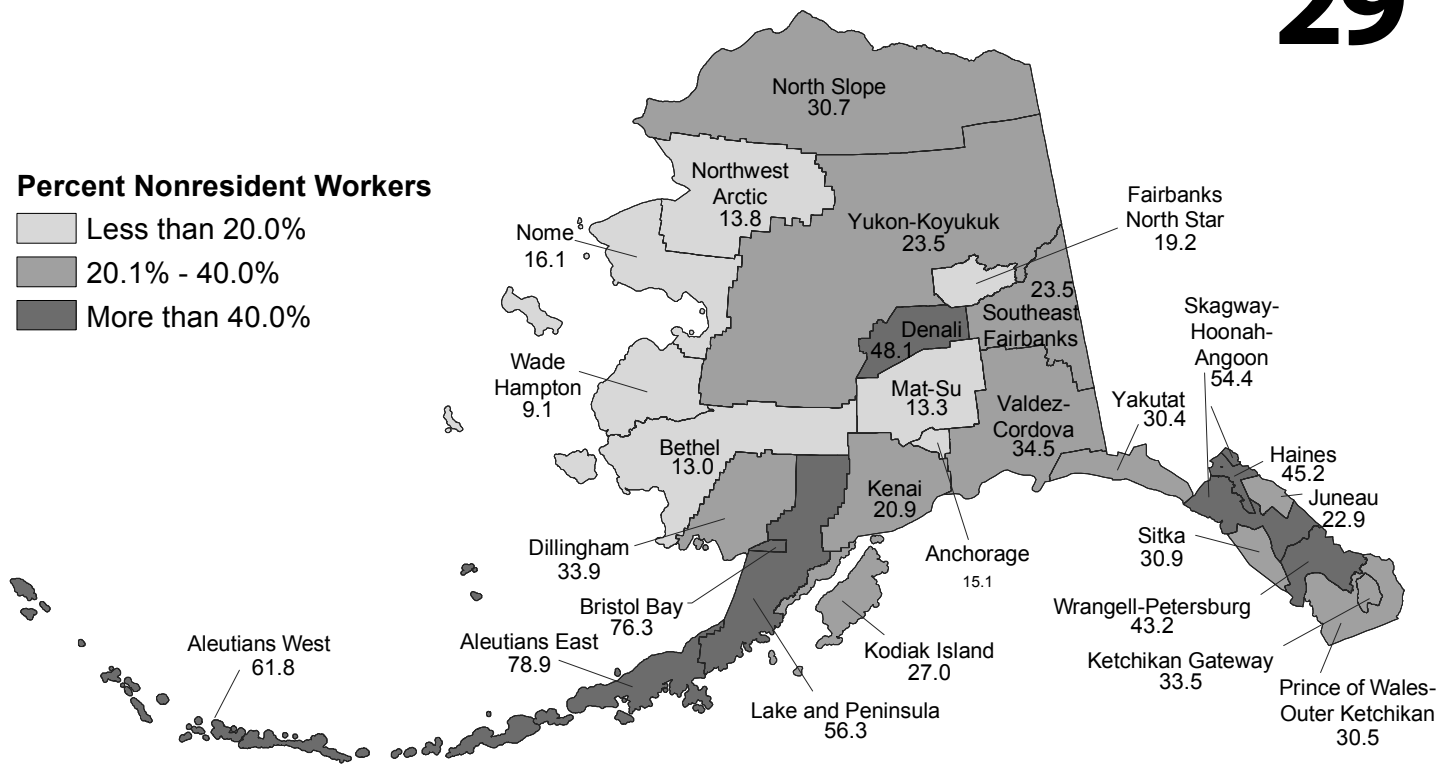 29
North Slope
30.7
Percent Nonresident Workers
Less than 20.0%
20.1% - 40.0%
More than 40.0%
Northwest
Arctic
13.8
Nome
16.1
Yukon-Koyukuk
23.5
Fairbanks
North Star
19.2
23.5
Southeast
Fairbanks
Denali
48.1
Skagway-
Hoonah-
Angoon
54.4
Wade
Hampton
9.1
Mat-Su
13.3
Valdez-
Cordova
34.5
Yakutat
30.4
Bethel
13.0
Haines
45.2
Juneau
22.9
Kenai
20.9
Sitka
30.9
Dillingham
33.9
Anchorage
15.1
Bristol Bay
76.3
Wrangell-Petersburg
43.2
Aleutians West
61.8
Aleutians East
78.9
Kodiak Island
27.0
Ketchikan Gateway
33.5
Lake and Peninsula
56.3
Prince of Wales-
Outer Ketchikan
30.5